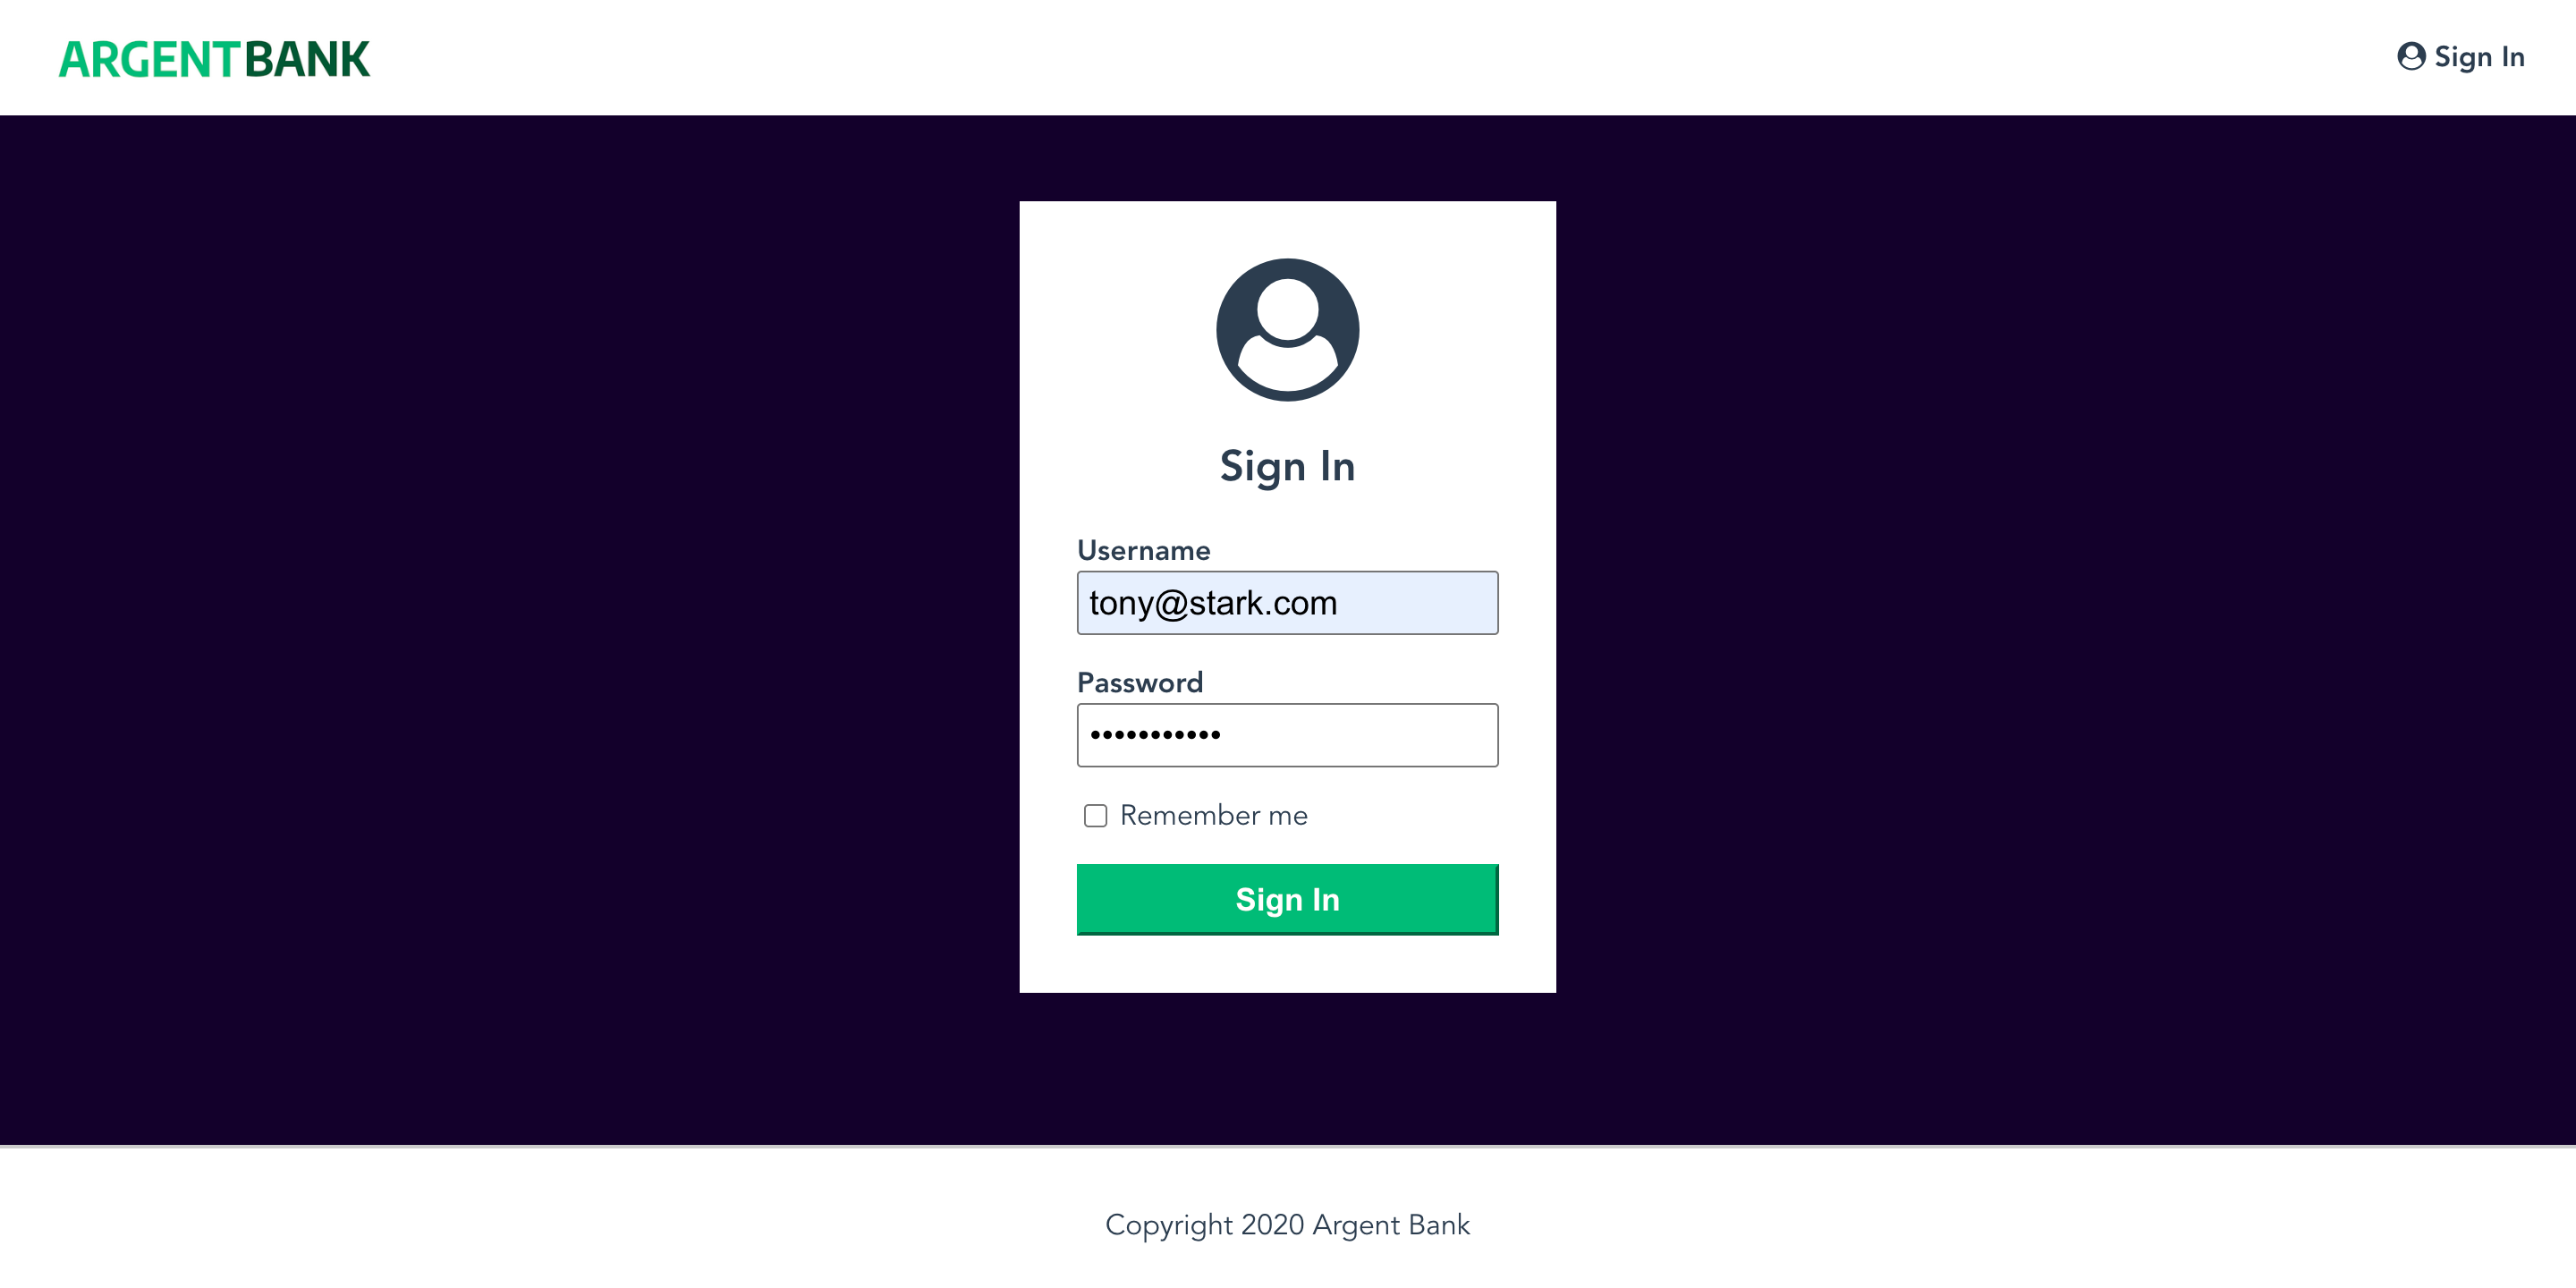 ARGENTBANK
Sign In
Sign In
Username
tony@stark.com
Password
•••••••••••
Remember me
Sign In
Copyright 2020 Argent Bank